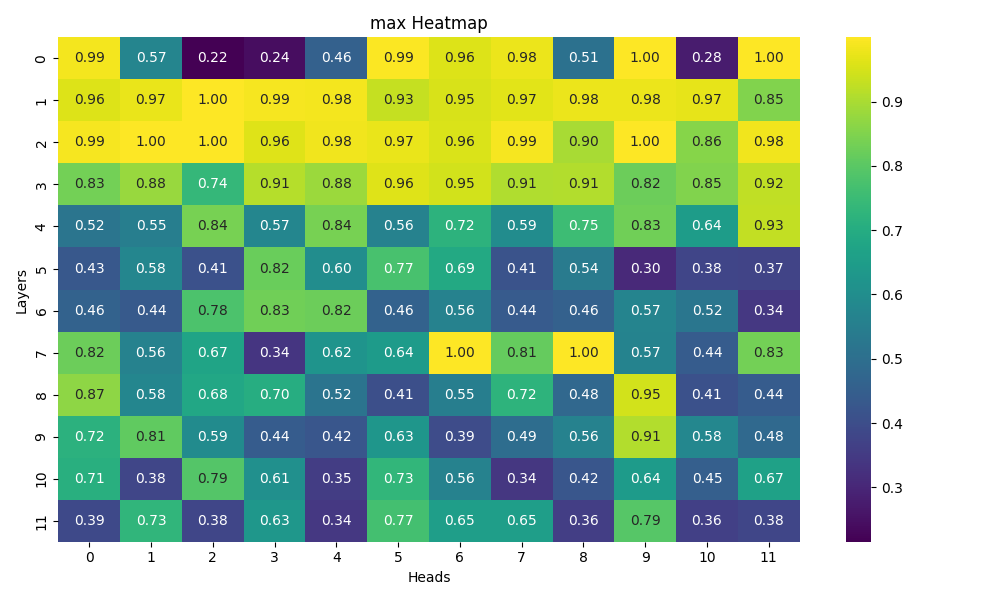 max Heatmap
0 0.99 0.57 0.22 0.24 0.46 0.99 0.96 0.98 0.51 1.00 0.28 1.00
1 0.96 0.97 1.00 0.99 0.98 0.93 0.95 0.97 0.98 0.98 0.97 0.85
0.9
2 0.99 1.00 1.00 0.96 0.98 0.97 0.96 0.99 0.90 1.00 0.86 0.98
0.8
3 0.83 0.88 0.74 0.91 0.88 0.96 0.95 0.91 0.91 0.82 0.85 0.92
4 0.52 0.55 0.84 0.57 0.84 0.56 0.72 0.59 0.75 0.83 0.64 0.93
0.7
5 0.43 0.58 0.41 0.82 0.60 0.77 0.69 0.41 0.54 0.30 0.38 0.37
Layers
0.6
6 0.46 0.44 0.78 0.83 0.82 0.46 0.56 0.44 0.46 0.57 0.52 0.34
7 0.82 0.56 0.67 0.34 0.62 0.64 1.00 0.81 1.00 0.57 0.44 0.83
0.5
8 0.87 0.58 0.68 0.70 0.52 0.41 0.55 0.72 0.48 0.95 0.41 0.44
0.4
9 0.72 0.81 0.59 0.44 0.42 0.63 0.39 0.49 0.56 0.91 0.58 0.48
10 0.71 0.38 0.79 0.61 0.35 0.73 0.56 0.34 0.42 0.64 0.45 0.67
0.3
11 0.39 0.73 0.38 0.63 0.34 0.77 0.65 0.65 0.36 0.79 0.36 0.38
0 1 2 3 4 5 6 7 8 9 10 11
Heads